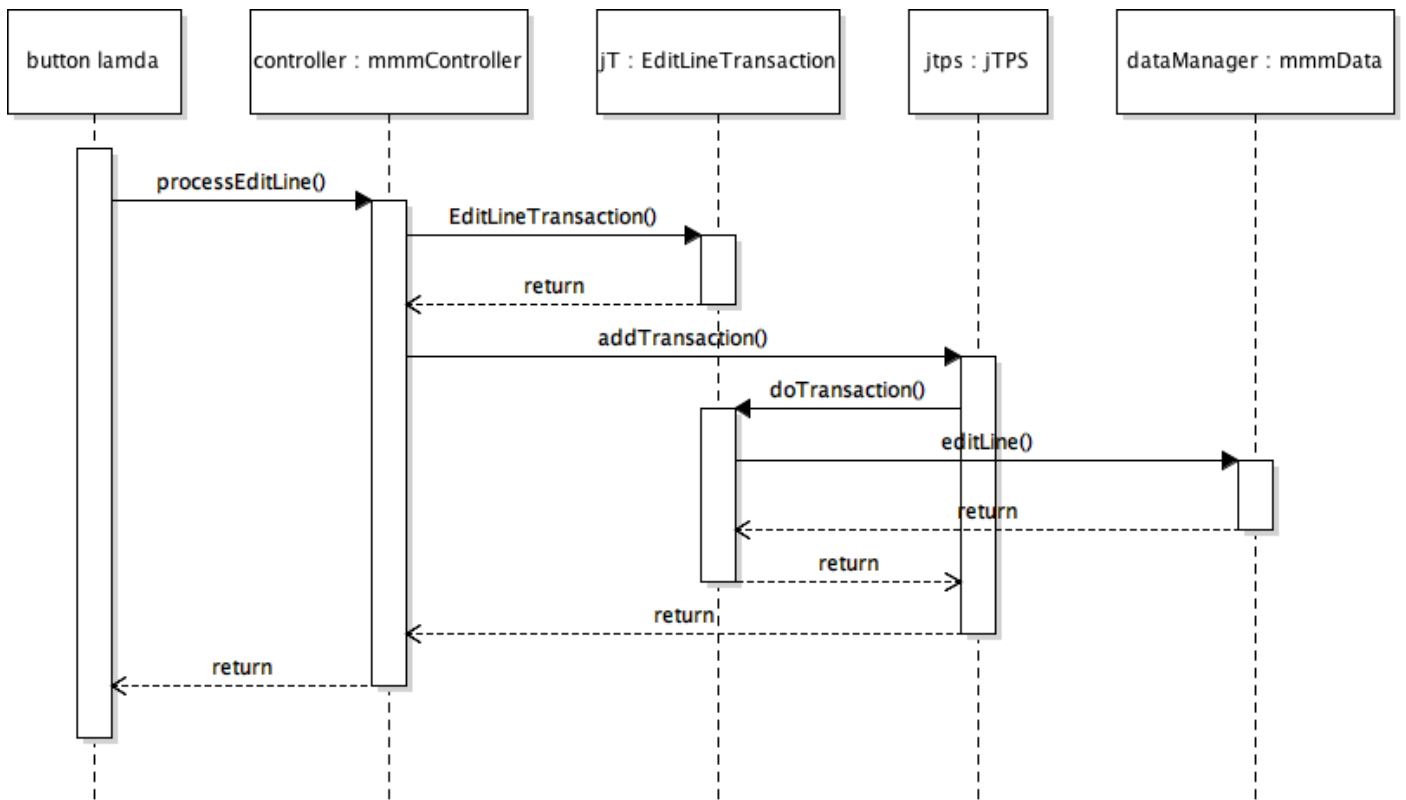 button lamda
controller : mmmController
jT : EditLineTransaction
jtps : jTPS
dataManager : mmmData
processEditLine()
EditLineTransaction()
return
addTransaction()
doTransaction()
editLine()
return
return
return
return